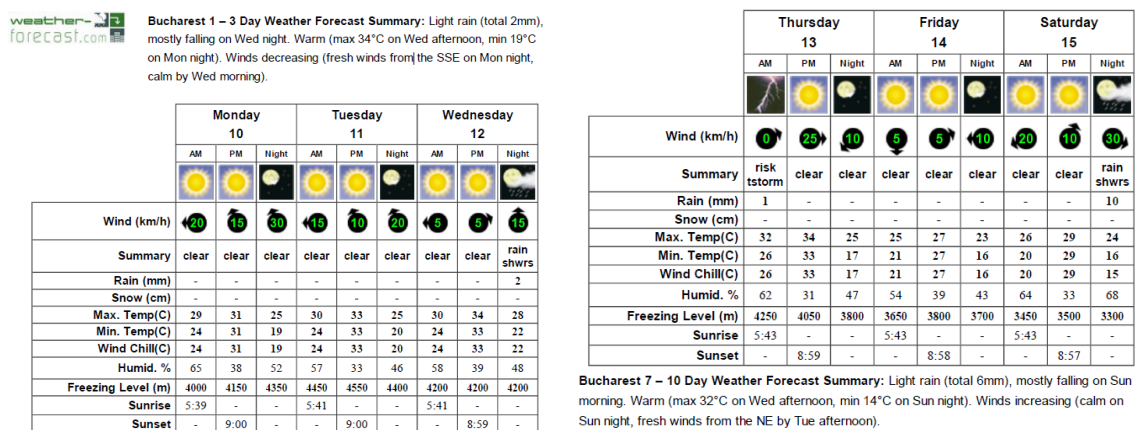 weather-
forecast.com
Bucharest 1 – 3 Day Weather Forecast Summary: Light rain (total 2mm),
mostly falling on Wed night. Warm (max 34°C on Wed afternoon, min 19°C
on Mon night). Winds decreasing (fresh winds from the SSE on Mon night,
calm by Wed morning).
Monday Tuesday Wednesday
10 11 12
AM PM Night AM PM Night AM PM Night
Wind (km/h) 20 15 30 15 10 20 5 5 15
Summary clear clear clear clear clear clear clear clear rain shwrs
Rain (mm) - - - - - - - - 2
Snow (cm) - - - - - - - - -
Max. Temp(C) 29 31 25 30 33 25 30 34 28
Min. Temp(C) 24 31 19 24 33 20 24 33 22
Wind Chill(C) 24 31 19 24 33 20 24 33 22
Humid. % 65 38 52 57 33 46 58 39 48
Freezing Level (m) 4000 4150 4350 4450 4550 4400 4200 4200 4200
Sunrise 5:39 - - 5:41 - - 5:41 - -
Sunset - 9:00 - - 9:00 - - 8:59 -
Thursday Friday Saturday
13 14 15
AM PM Night AM PM Night AM PM Night
Wind (km/h) 0 25 10 5 5 10 20 10 30
Summary risk tstorm clear clear clear clear clear clear clear rain shwrs
Rain (mm) 1 - - - - - - - 10
Snow (cm) - - - - - - - - -
Max. Temp(C) 32 34 25 25 27 23 26 29 24
Min. Temp(C) 26 33 17 21 27 16 20 29 16
Wind Chill(C) 26 33 17 21 27 16 20 29 15
Humid. % 62 31 47 54 39 43 64 33 68
Freezing Level (m) 4250 4050 3800 3650 3800 3700 3450 3500 3300
Sunrise 5:43 - - 5:43 - - 5:43 - -
Sunset - 8:59 - - 8:58 - - 8:57 -
Bucharest 7 – 10 Day Weather Forecast Summary: Light rain (total 6mm), mostly falling on Sun
morning. Warm (max 32°C on Wed afternoon, min 14°C on Sun night). Winds increasing (calm on
Sun night, fresh winds from the NE by Tue afternoon).